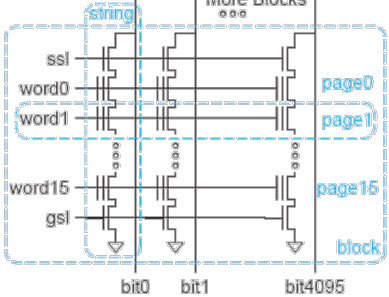 More Blocks
string
ssl
word0 page0
word1 page1
word15 page15
gsl
block
bit0 bit1 bit4095